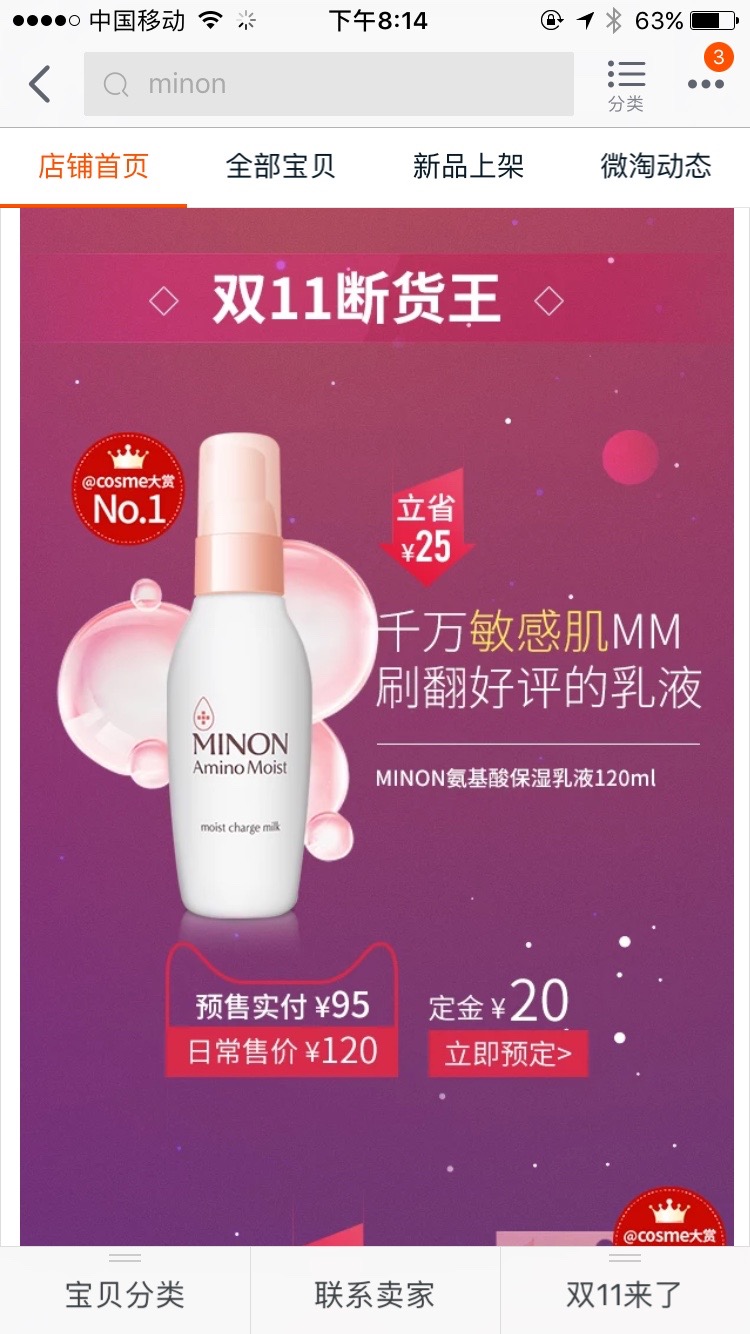 中国移动
下午8:14
63%
minon
分类
3
店铺首页
全部宝贝
新品上架
微淘动态
双11断货王
@cosme大赏
No.1
立省
¥25
千万敏感肌MM
刷翻好评的乳液
MINON氨基酸保湿乳液120ml
MINON
Amino Moist
moist charge milk
预售实付 ¥95
日常售价 ¥120
定金 ¥20
立即预定>
@cosme大赏
宝贝分类
联系卖家
双11来了